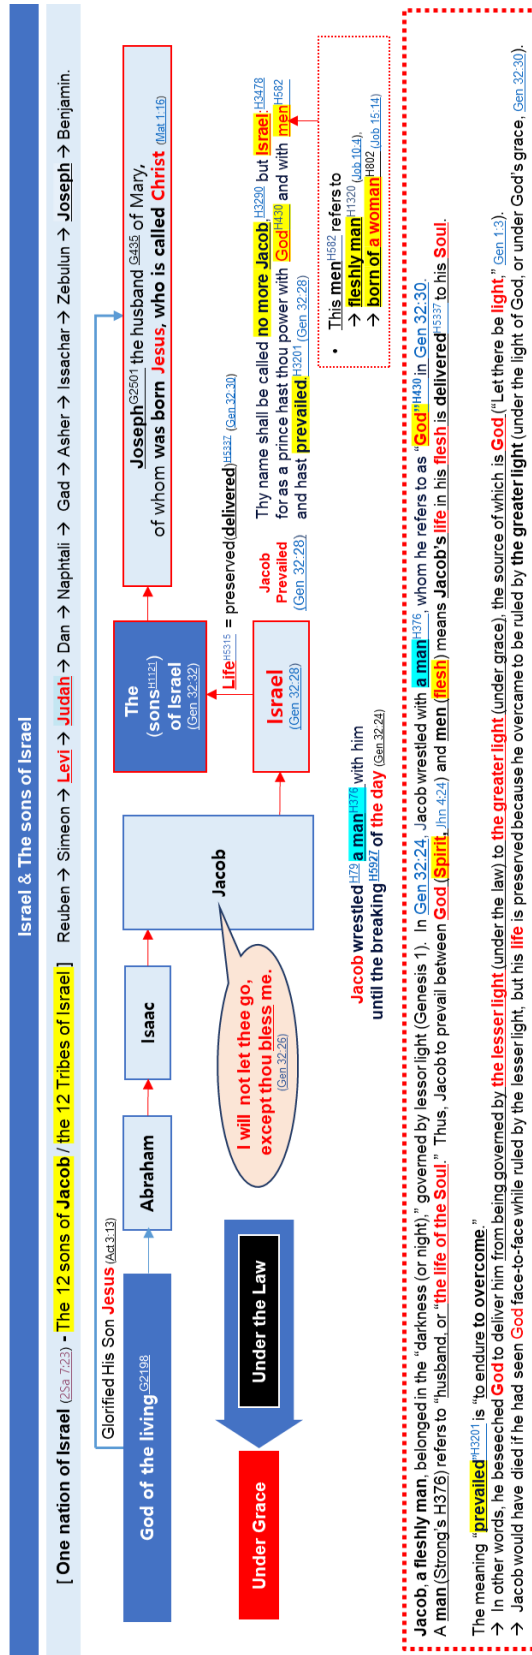 Israel & The sons of Israel
[ One nation of Israel (2Sa 7:23) - The 12 sons of Jacob / the 12 Tribes of Israel ] Reuben → Simeon → Levi → Judah → Dan → Naphtali → Gad → Asher → Issachar → Zebulun → Joseph → Benjamin.
Glorified His Son Jesus (Act 3:13)
God of the living G2198
Abraham
Isaac
Jacob
The
(sons H1121)
of Israel
(Gen 32:32)
Joseph G2501 the husband G435 of Mary,
of whom was born Jesus, who is called Christ (Mat 1:16)
Life H5315 = preserved(delivered) H5337 (Gen 32:30)
Israel
(Gen 32:28)
Jacob
Prevailed
(Gen 32:28)
Thy name shall be called no more Jacob, H3290 but Israel: H3478
for as a prince hast thou power with God H430 and with men H582
and hast prevailed. H3201 (Gen 32:28)
• This men H582 refers to
→ fleshly man H1320 (Job 10:4),
→ born of a woman H802 (Job 15:14)
I will not let thee go,
except thou bless me.
(Gen 32:26)
Under Grace
Under the Law
Jacob wrestled H79 a man H376 with him
until the breaking H5927 of the day (Gen 32:24)
Jacob, a fleshly man, belonged in the "darkness (or night)," governed by lessor light (Genesis 1). In Gen 32:24, Jacob wrestled with a man H376, whom he refers to as "God" H430 in Gen 32:30.
A man (Strong's H376) refers to "husband, or "the life of the Soul." Thus, Jacob to prevail between God (Spirit, Jhn 4:24) and men (flesh) means Jacob's life in his flesh is delivered H5337 to his Soul.
The meaning "prevailed" H3201 is "to endure to overcome."
→ In other words, he beseeched God to deliver him from being governed by the lesser light (under the law) to the greater light (under grace), the source of which is God ("Let there be light," Gen 1:3).
→ Jacob would have died if he had seen God face-to-face while ruled by the lesser light, but his life is preserved because he overcame to be ruled by the greater light (under the light of God, or under God's grace, Gen 32:30).